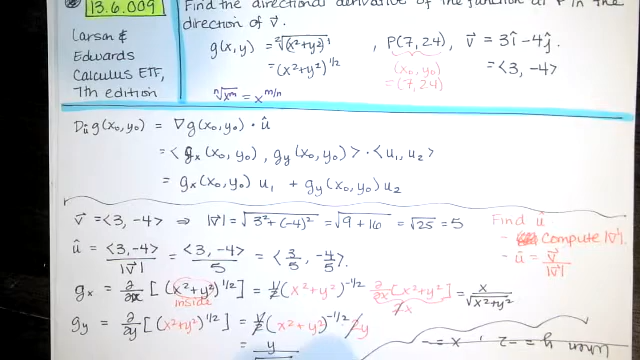 13.6.009
Find the directional derivative of the function at P in the
direction of v⃗.
Larson &
Edwards
Calculus ETF,
7th edition
g(x,y) = ²√(x²+y²)¹ , P(7,24) , v⃗ = 3î - 4ĵ.
= (x²+y²)^1/2
(x₀,y₀)
= (7,24)
= <3, -4>
ⁿ√x^m = x^m/n
D_û g(x₀,y₀) = ∇g(x₀,y₀) · û
= <g_x(x₀,y₀), g_y(x₀,y₀)> · <u₁, u₂>
= g_x(x₀,y₀) u₁ + g_y(x₀,y₀) u₂
v⃗ = <3, -4> ⇒ |v⃗| = √(3²+(-4)²) = √(9+16) = √25 = 5
Find û
- Compute |v⃗|.
- û = v⃗/|v⃗|
û = <3,-4>/|v⃗| = <3,-4>/5 = <3/5, -4/5>.
g_x = ∂/∂x [(x²+y²)^1/2] = 1/2 (x²+y²)^-1/2 ∂/∂x [x²+y²] = x/√(x²+y²)
inside
2x
g_y = ∂/∂y [(x²+y²)^1/2] = 1/2 (x²+y²)^-1/2 · 2y
= y
When y = -2, x =